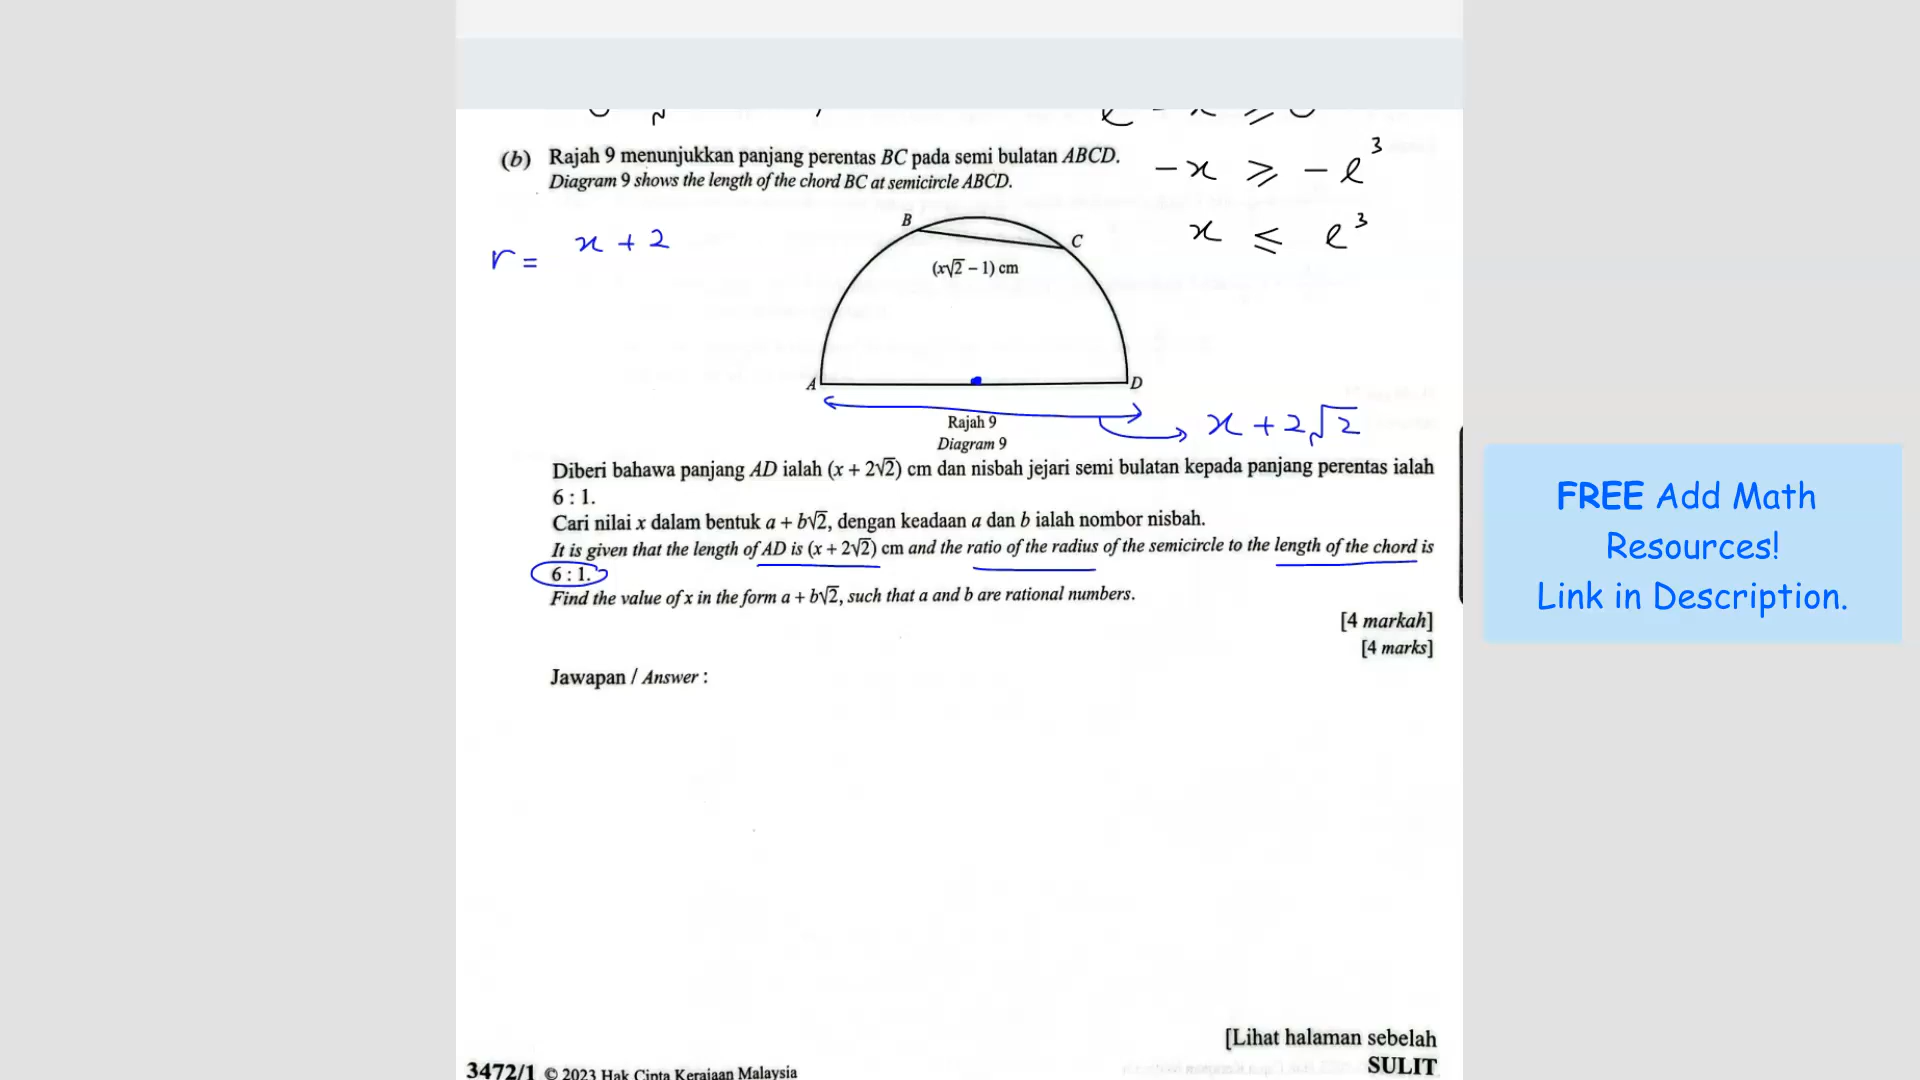 (b) Rajah 9 menunjukkan panjang perentas BC pada semi bulatan ABCD.
Diagram 9 shows the length of the chord BC at semicircle ABCD.
-x ≥ -e³
x ≤ e³
r = x + 2
B
C
(x√2 − 1) cm
A
D
Rajah 9
Diagram 9
x + 2√2
Diberi bahawa panjang AD ialah (x + 2√2) cm dan nisbah jejari semi bulatan kepada panjang perentas ialah
6 : 1.
Cari nilai x dalam bentuk a + b√2, dengan keadaan a dan b ialah nombor nisbah.
It is given that the length of AD is (x + 2√2) cm and the ratio of the radius of the semicircle to the length of the chord is
6 : 1.
Find the value of x in the form a + b√2, such that a and b are rational numbers.
[4 markah]
[4 marks]
Jawapan / Answer :
[Lihat halaman sebelah
SULIT
3472/1 © 2023 Hak Cipta Kerajaan Malaysia
FREE Add Math
Resources!
Link in Description.